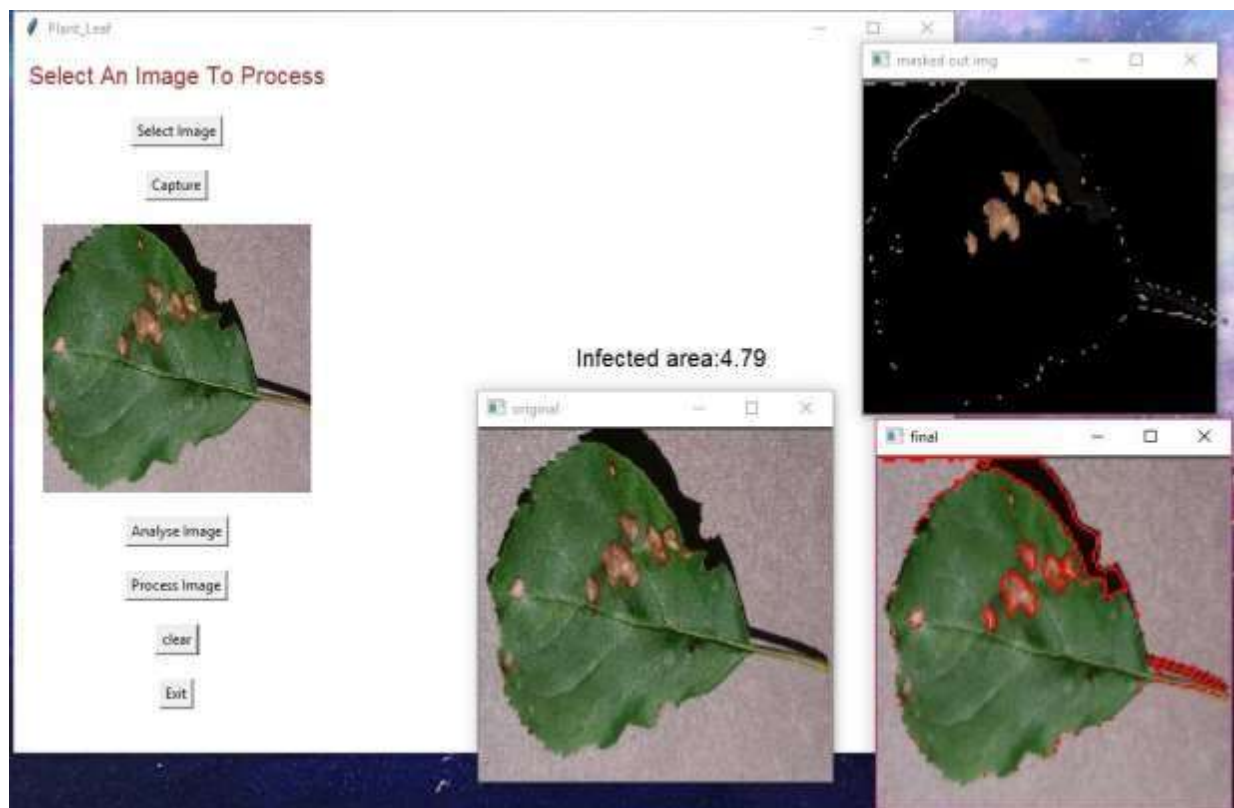 Plant_Leaf
Select An Image To Process
Select Image
Capture
Analyse Image
Process Image
clear
Exit
Infected area:4.79
original
masked out img
final